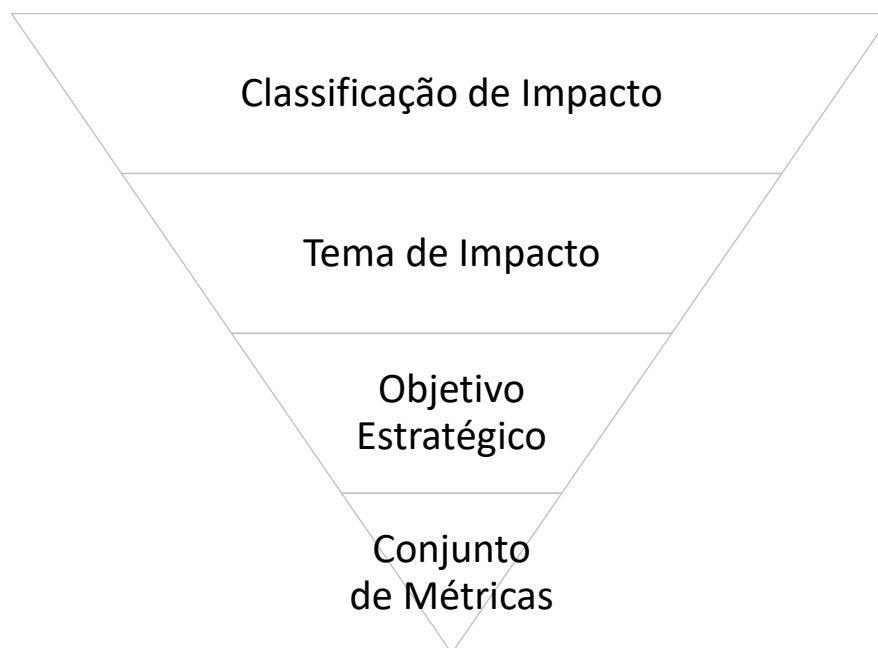 Classificação de Impacto
Tema de Impacto
Objetivo
Estratégico
Conjunto
de Métricas